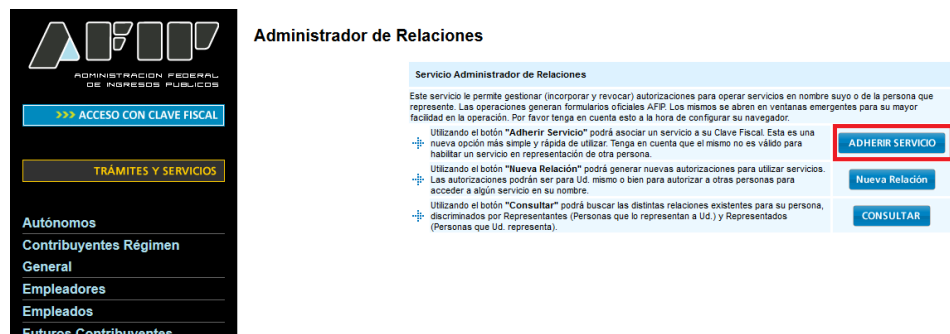 AFIP
ADMINISTRACION FEDERAL
DE INGRESOS PUBLICOS
>>> ACCESO CON CLAVE FISCAL
TRÁMITES Y SERVICIOS
Autónomos
Contribuyentes Régimen
General
Empleadores
Empleados
Futuros Contribuyentes
Administrador de Relaciones
Servicio Administrador de Relaciones
Este servicio le permite gestionar (incorporar y revocar) autorizaciones para operar servicios en nombre suyo o de la persona que
represente. Las operaciones generan formularios oficiales AFIP. Los mismos se abren en ventanas emergentes para su mayor
facilidad en la operación. Por favor tenga en cuenta esto a la hora de configurar su navegador.
Utilizando el botón "Adherir Servicio" podrá asociar un servicio a su Clave Fiscal. Esta es una
nueva opción más simple y rápida de utilizar. Tenga en cuenta que el mismo no es válido para
habilitar un servicio en representación de otra persona.
ADHERIR SERVICIO
Utilizando el botón "Nueva Relación" podrá generar nuevas autorizaciones para utilizar servicios.
Las autorizaciones podrán ser para Ud. mismo o bien para autorizar a otras personas para
acceder a algún servicio en su nombre.
Nueva Relación
Utilizando el botón "Consultar" podrá buscar las distintas relaciones existentes para su persona,
discriminados por Representantes (Personas que lo representan a Ud.) y Representados
(Personas que Ud. representa).
CONSULTAR